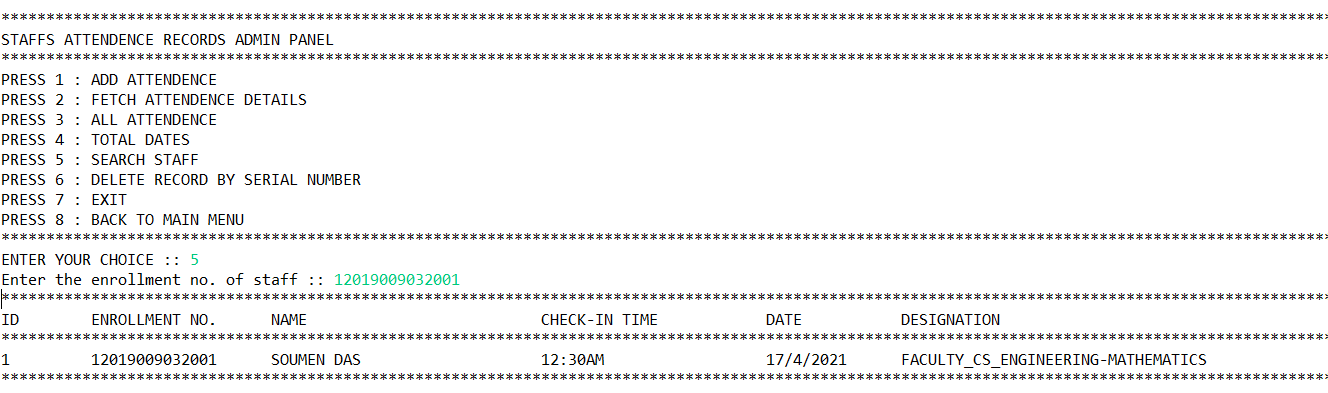 ****************************************************************************************************************************************************
STAFFS ATTENDENCE RECORDS ADMIN PANEL
****************************************************************************************************************************************************
PRESS 1 : ADD ATTENDENCE
PRESS 2 : FETCH ATTENDENCE DETAILS
PRESS 3 : ALL ATTENDENCE
PRESS 4 : TOTAL DATES
PRESS 5 : SEARCH STAFF
PRESS 6 : DELETE RECORD BY SERIAL NUMBER
PRESS 7 : EXIT
PRESS 8 : BACK TO MAIN MENU
****************************************************************************************************************************************************
ENTER YOUR CHOICE :: 5
Enter the enrollment no. of staff :: 12019009032001
****************************************************************************************************************************************************
ID        ENROLLMENT NO.      NAME                          CHECK-IN TIME            DATE           DESIGNATION
****************************************************************************************************************************************************
1         12019009032001      SOUMEN DAS                    12:30AM                  17/4/2021      FACULTY_CS_ENGINEERING-MATHEMATICS
****************************************************************************************************************************************************